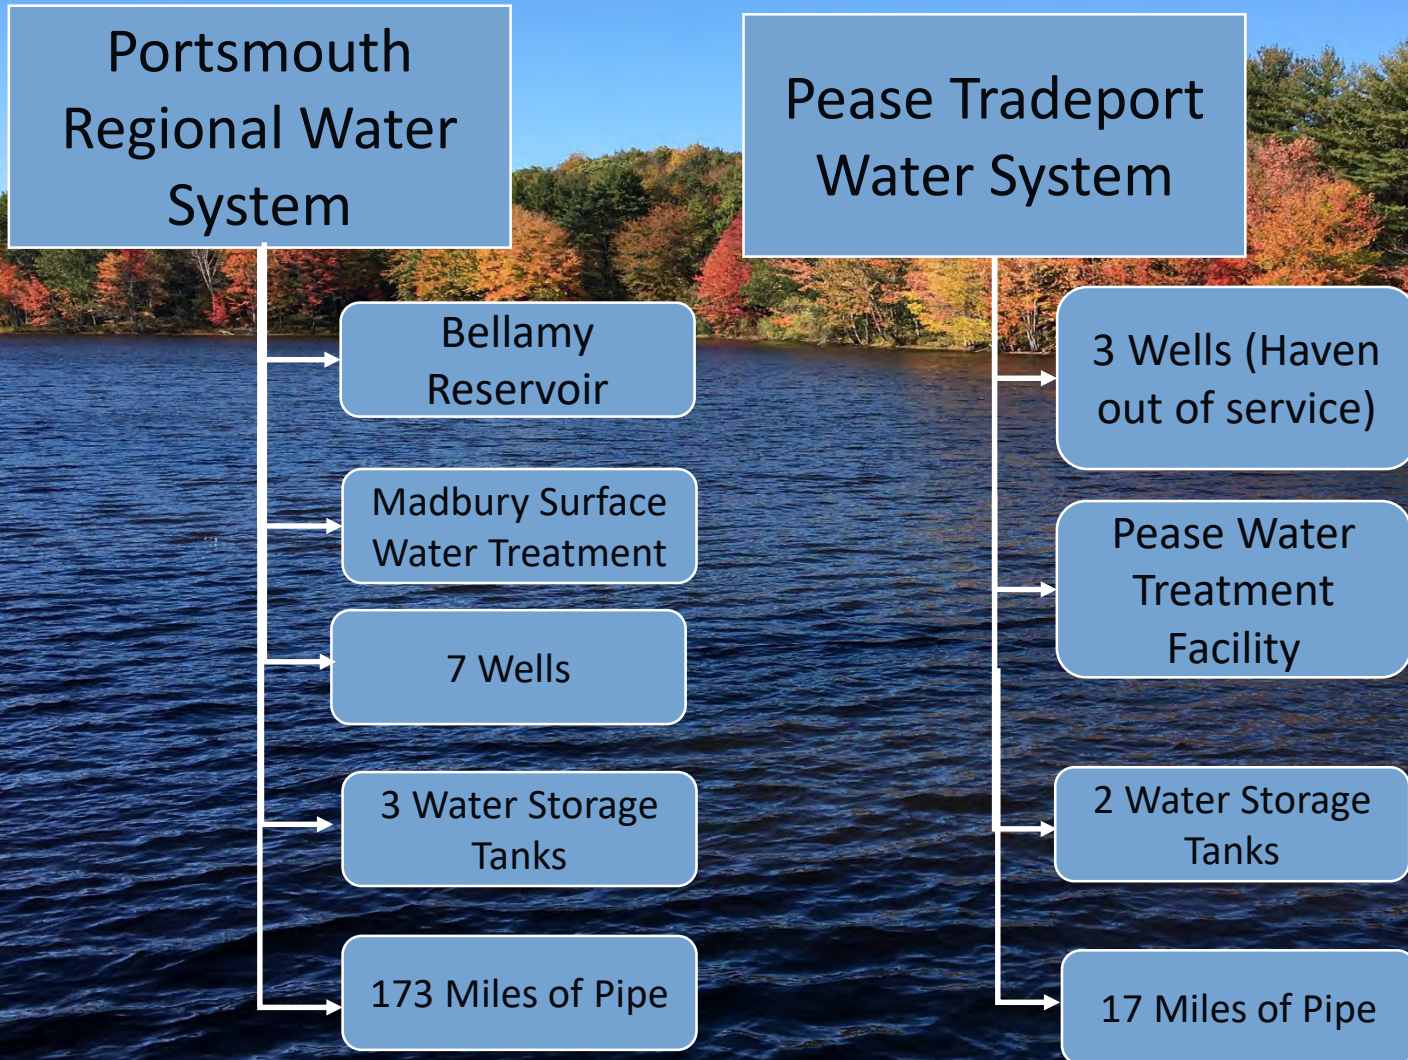 Portsmouth
Regional Water
System
Bellamy
Reservoir
Madbury Surface
Water Treatment
7 Wells
3 Water Storage
Tanks
173 Miles of Pipe
Pease Tradeport
Water System
3 Wells (Haven
out of service)
Pease Water
Treatment
Facility
2 Water Storage
Tanks
17 Miles of Pipe